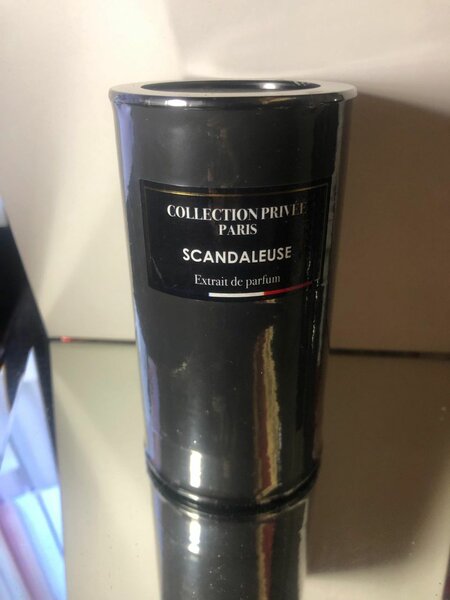 COLLECTION PRIVÉE
PARIS
SCANDALEUSE
Extrait de parfum